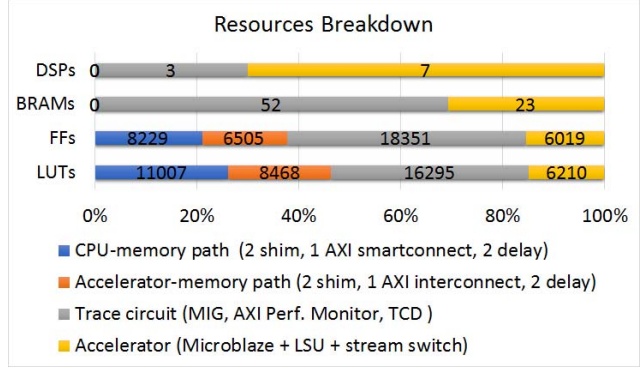 Resources Breakdown
DSPs 0 3 7
BRAMs 0 52 23
FFs 8229 6505 18351 6019
LUTs 11007 8468 16295 6210
0% 20% 40% 60% 80% 100%
CPU-memory path (2 shim, 1 AXI smartconnect, 2 delay)
Accelerator-memory path (2 shim, 1 AXI interconnect, 2 delay)
Trace circuit (MIG, AXI Perf. Monitor, TCD )
Accelerator (Microblaze + LSU + stream switch)